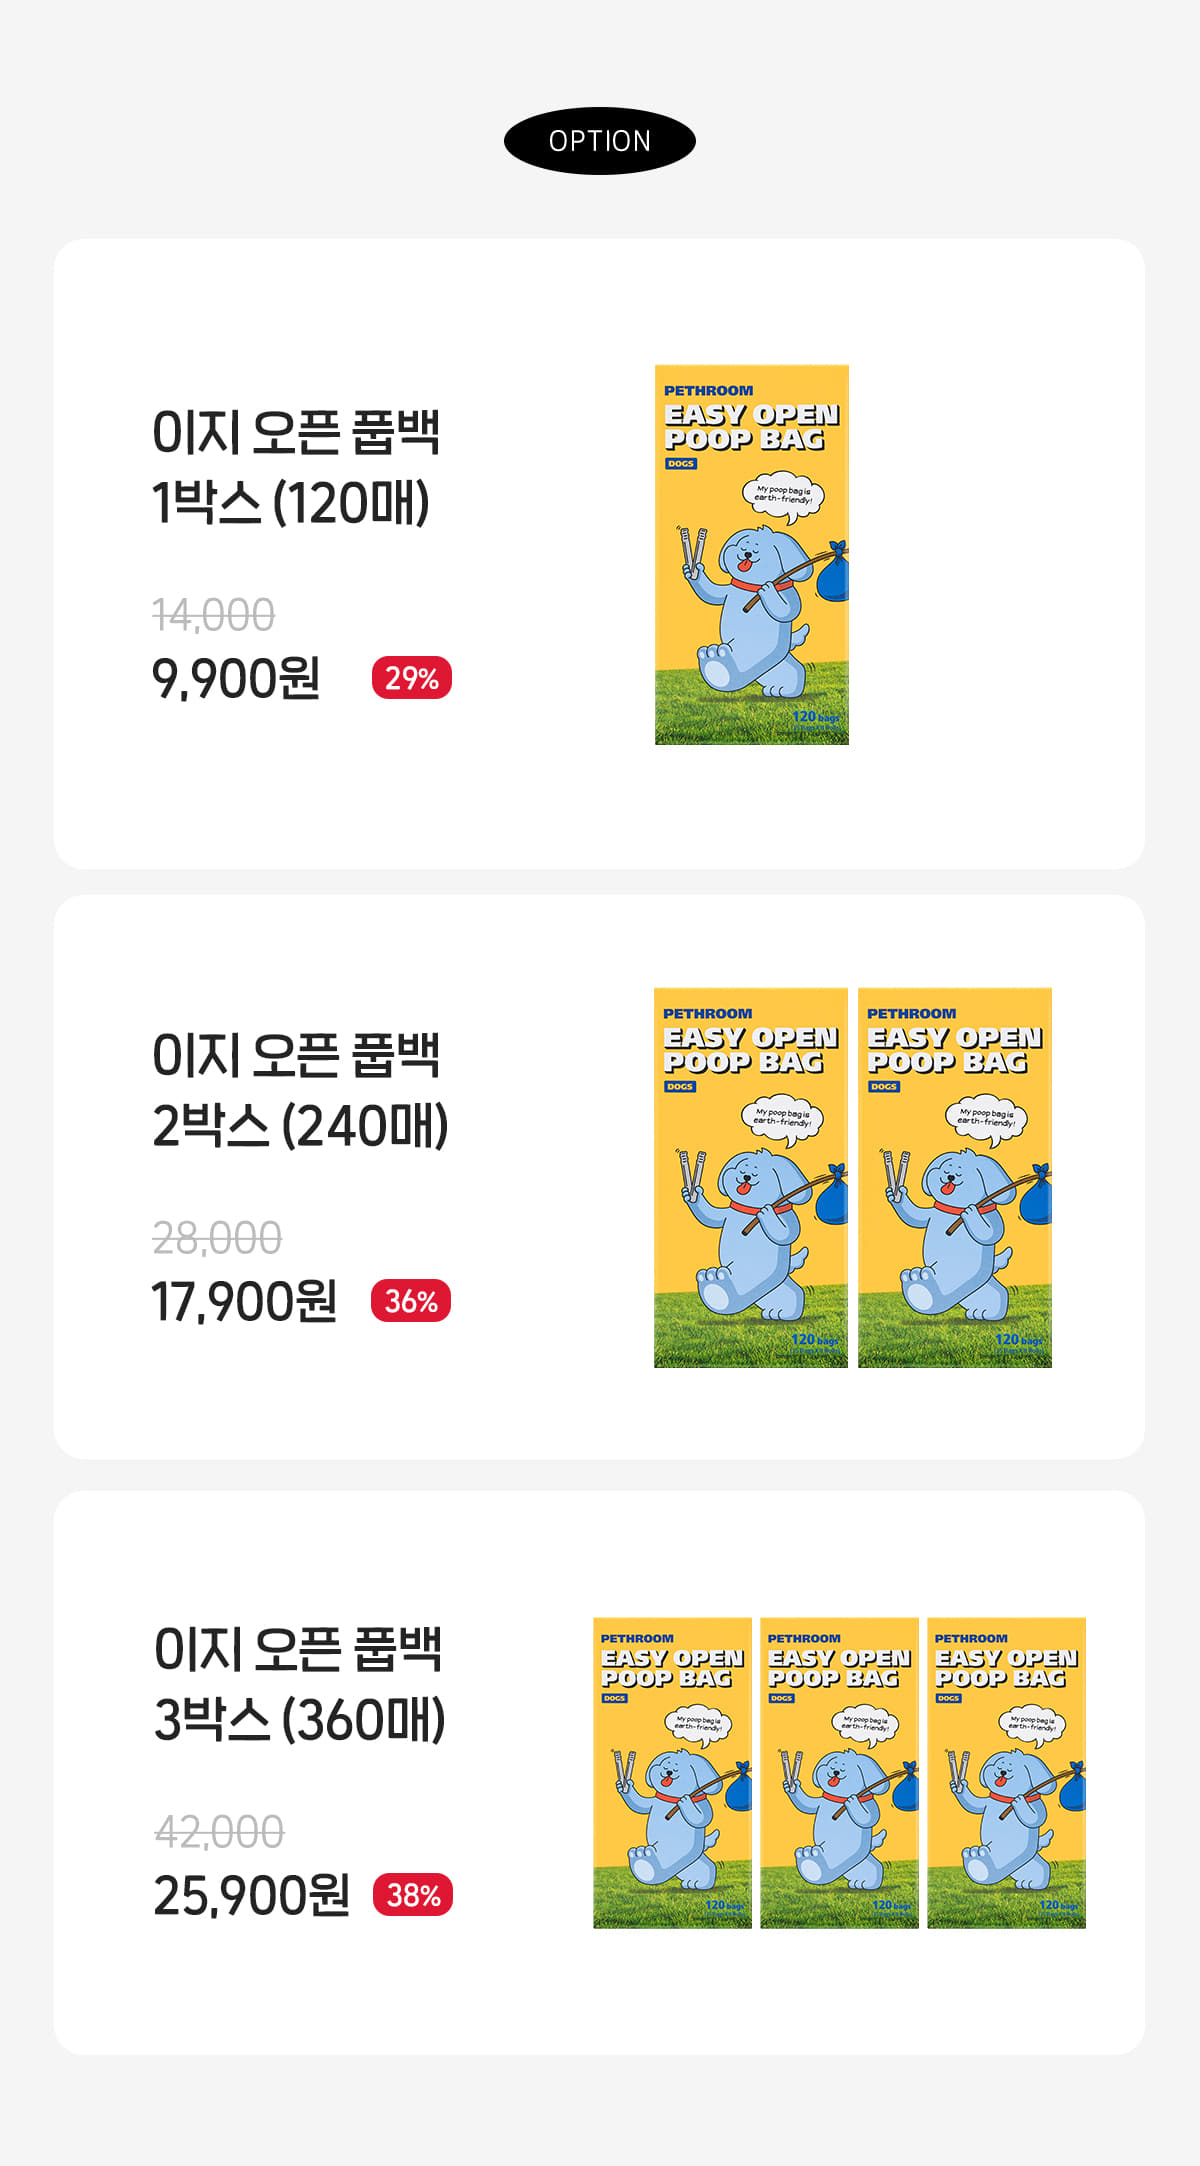 OPTION
이지 오픈 풉백
1박스 (120매)
14,000
9,900원 29%
PETHROOM
EASY OPEN
POOP BAG
DOGS
My poop bag is
earth-friendly!
120 bags
이지 오픈 풉백
2박스 (240매)
28,000
17,900원 36%
PETHROOM
EASY OPEN
POOP BAG
DOGS
My poop bag is
earth-friendly!
120 bags
PETHROOM
EASY OPEN
POOP BAG
DOGS
My poop bag is
earth-friendly!
120 bags
이지 오픈 풉백
3박스 (360매)
42,000
25,900원 38%
PETHROOM
EASY OPEN
POOP BAG
DOGS
My poop bag is
earth-friendly!
120 bags
PETHROOM
EASY OPEN
POOP BAG
DOGS
My poop bag is
earth-friendly!
120 bags
PETHROOM
EASY OPEN
POOP BAG
DOGS
My poop bag is
earth-friendly!
120 bags